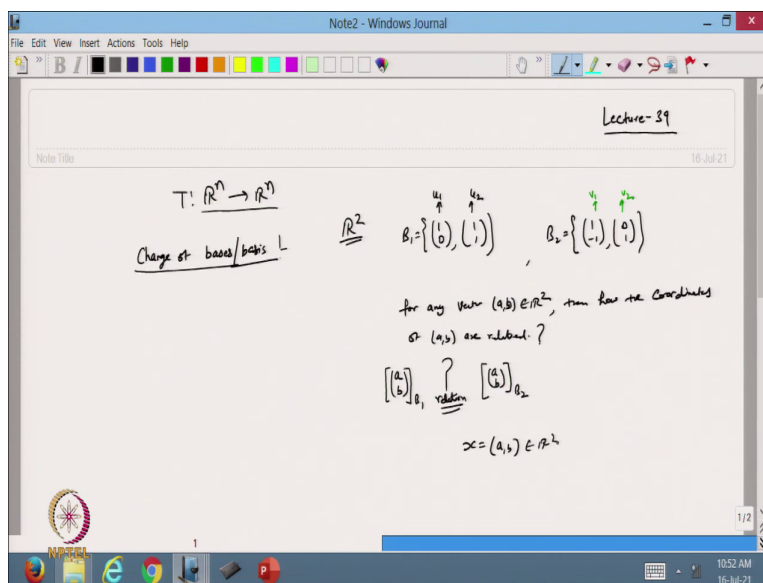 Note2 - Windows Journal
File Edit View Insert Actions Tools Help
B I
Lecture-39
Note Title
16-Jul-21
T: ℝⁿ → ℝⁿ
Change of bases/basis
ℝ²
u₁ u₂
B₁={(1 0), (1 1)}
,
v₁ v₂
B₂={(1 -1), (0 1)}
for any vector (a,b) ∈ ℝ², then how the coordinates
of (a,b) are related. ?
[(a b)]B₁ ? relation [(a b)]B₂
x = (a,b) ∈ ℝ²
1/2
1
NPTEL
10:52 AM
16-Jul-21